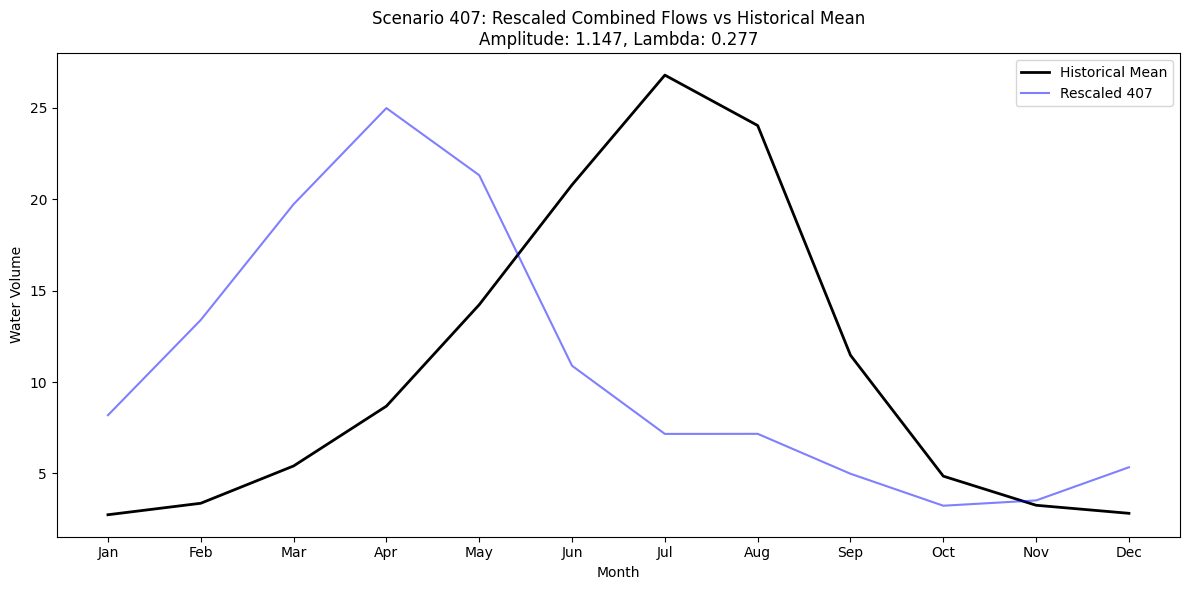 Scenario 407: Rescaled Combined Flows vs Historical Mean
Amplitude: 1.147, Lambda: 0.277
Historical Mean
Rescaled 407
Water Volume
25
20
15
10
5
Jan Feb Mar Apr May Jun Jul Aug Sep Oct Nov Dec
Month